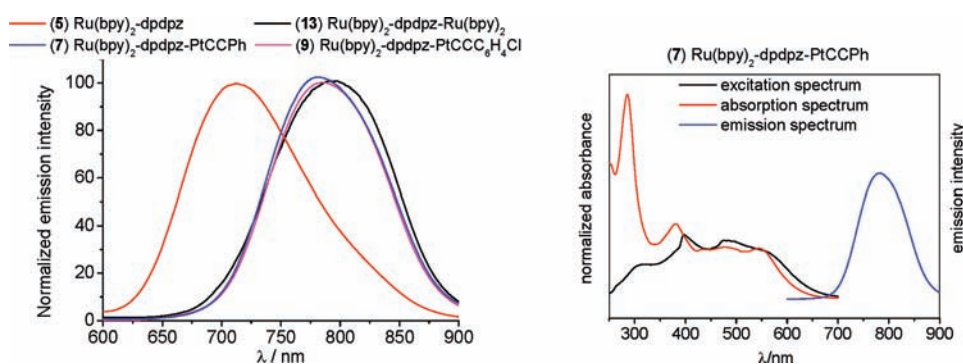 (5) Ru(bpy)₂-dpdpz
(13) Ru(bpy)₂-dpdpz-Ru(bpy)₂
(7) Ru(bpy)₂-dpdpz-PtCCPh
(9) Ru(bpy)₂-dpdpz-PtCCC₆H₄Cl
Normalized emission intensity
100
80
60
40
20
0
600 650 700 750 800 850 900
λ / nm
(7) Ru(bpy)₂-dpdpz-PtCCPh
excitation spectrum
absorption spectrum
emission spectrum
normalized absorbance
emission intensity
300 400 500 600 700 800 900
λ/nm